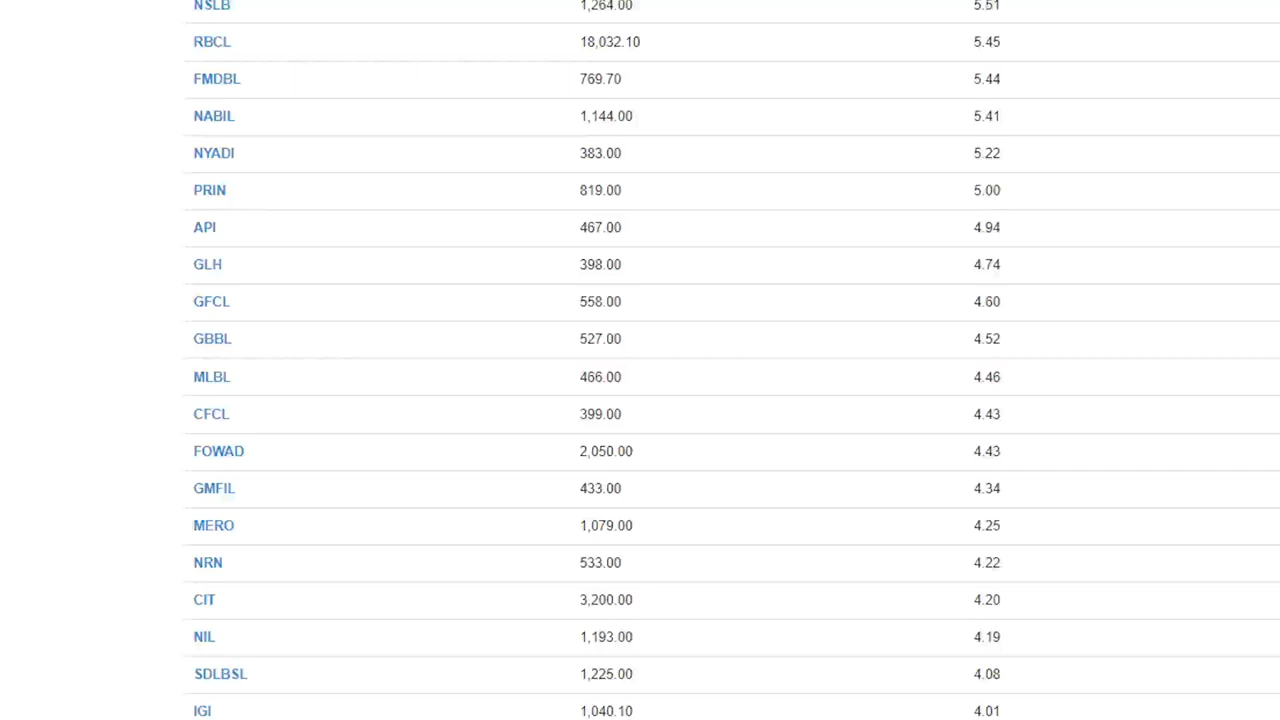 NSLB 1,264.00 5.51
RBCL 18,032.10 5.45
FMDBL 769.70 5.44
NABIL 1,144.00 5.41
NYADI 383.00 5.22
PRIN 819.00 5.00
API 467.00 4.94
GLH 398.00 4.74
GFCL 558.00 4.60
GBBL 527.00 4.52
MLBL 466.00 4.46
CFCL 399.00 4.43
FOWAD 2,050.00 4.43
GMFIL 433.00 4.34
MERO 1,079.00 4.25
NRN 533.00 4.22
CIT 3,200.00 4.20
NIL 1,193.00 4.19
SDLBSL 1,225.00 4.08
IGI 1,040.10 4.01